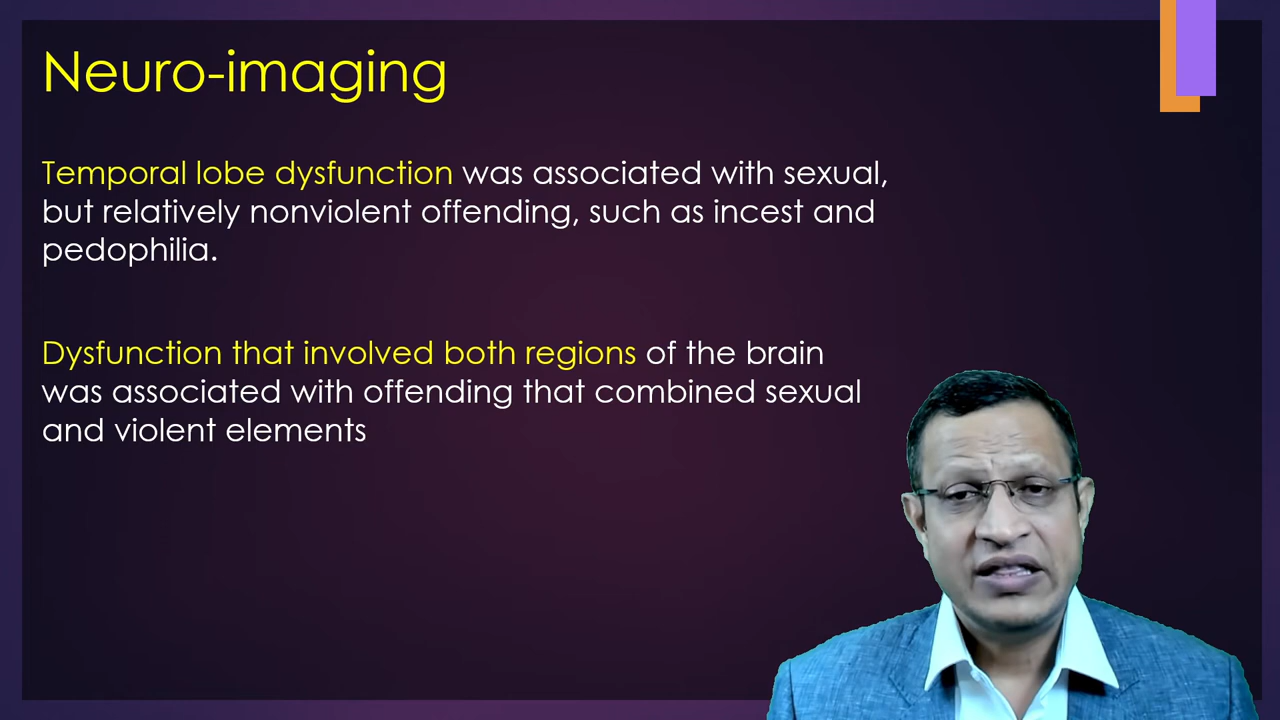 Neuro-imaging
Temporal lobe dysfunction was associated with sexual,
but relatively nonviolent offending, such as incest and
pedophilia.
Dysfunction that involved both regions of the brain
was associated with offending that combined sexual
and violent elements